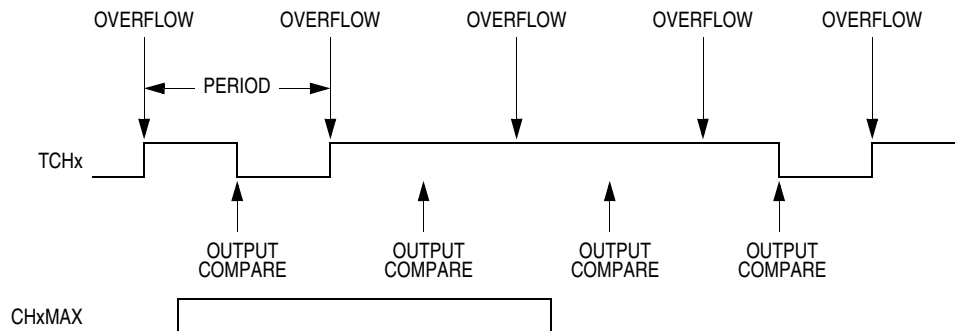 OVERFLOW OVERFLOW OVERFLOW OVERFLOW OVERFLOW
PERIOD
TCHx
OUTPUT OUTPUT OUTPUT OUTPUT
COMPARE COMPARE COMPARE COMPARE
CHxMAX